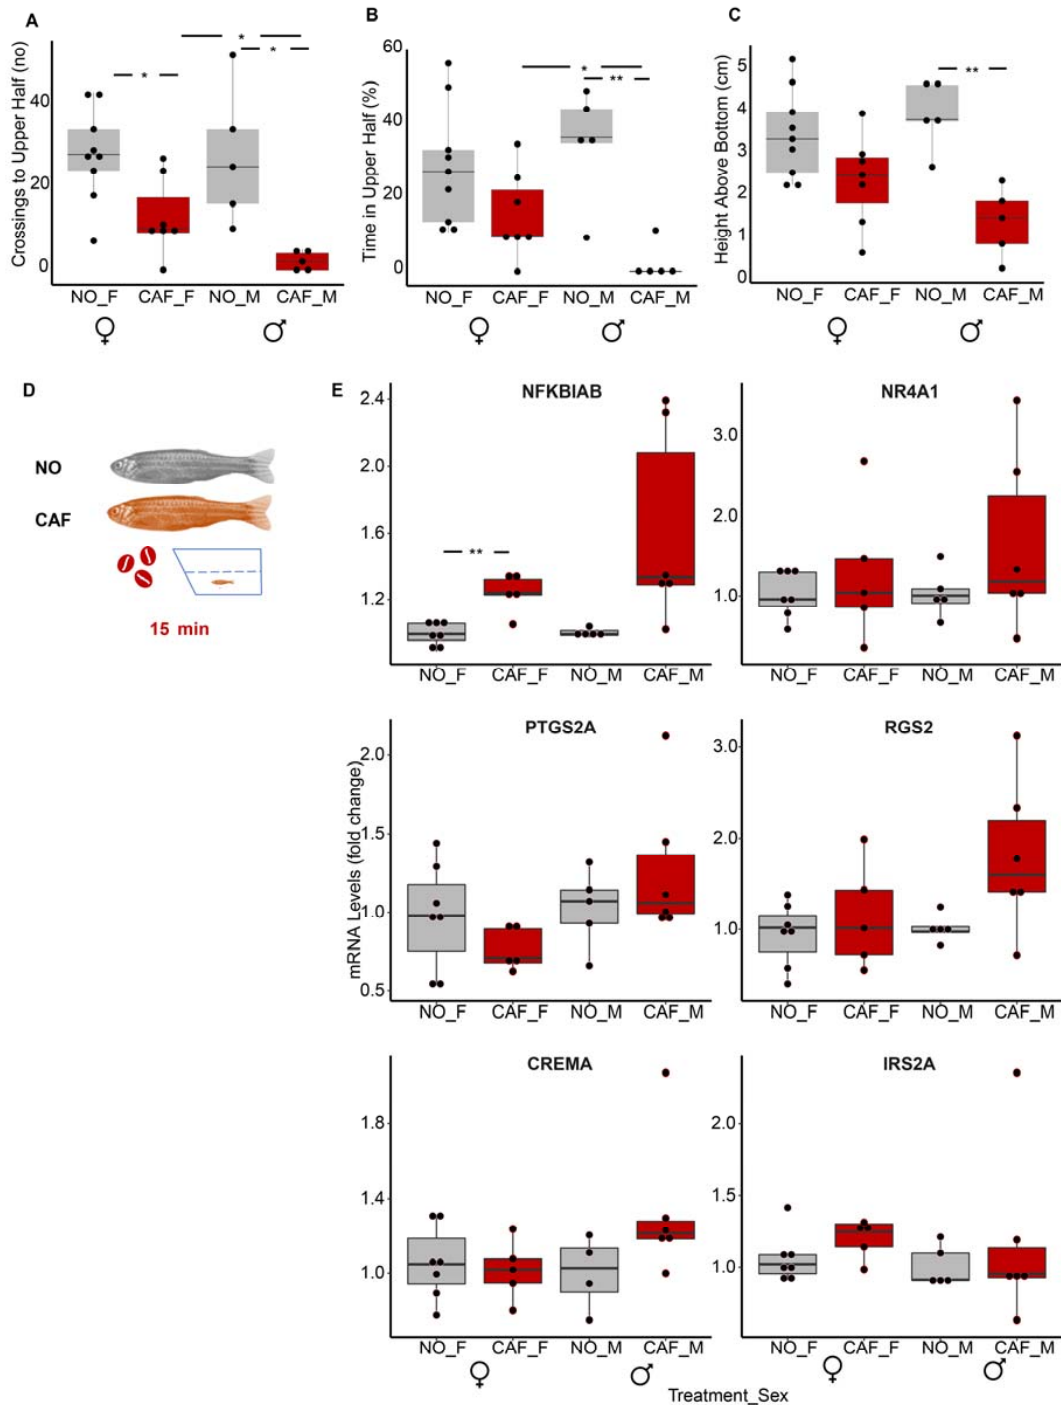 A
Crossings to Upper Half (no)
40
20
0
* * *
NO_F CAF_F NO_M CAF_M
♀ ♂
B
Time in Upper Half (%)
60
40
20
0
* **
NO_F CAF_F NO_M CAF_M
♀ ♂
C
Height Above Bottom (cm)
5
4
3
2
1
0
**
NO_F CAF_F NO_M CAF_M
♀ ♂
D
NO
CAF
15 min
E
mRNA Levels (fold change)
NFKBIAB
2.4
2.0
1.6
1.2
**
NO_F CAF_F NO_M CAF_M
NR4A1
3.0
2.0
1.0
NO_F CAF_F NO_M CAF_M
PTGS2A
2.0
1.5
1.0
0.5
NO_F CAF_F NO_M CAF_M
RGS2
3.0
2.0
1.0
NO_F CAF_F NO_M CAF_M
CREMA
1.8
1.4
1.0
NO_F CAF_F NO_M CAF_M
♀ ♂
IRS2A
2.0
1.0
NO_F CAF_F NO_M CAF_M
♀ ♂
Treatment_Sex